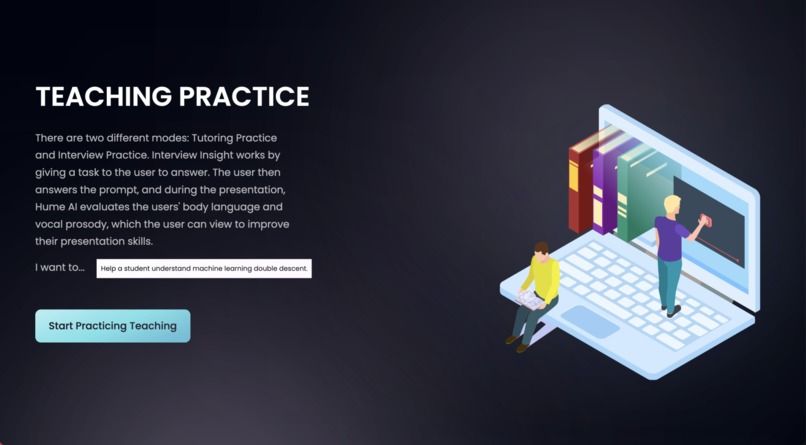 TEACHING PRACTICE
There are two different modes: Tutoring Practice
and Interview Practice. Interview Insight works by
giving a task to the user to answer. The user then
answers the prompt, and during the presentation,
Hume AI evaluates the users' body language and
vocal prosody, which the user can view to improve
their presentation skills.
I want to... Help a student understand machine learning double descent.
Start Practicing Teaching